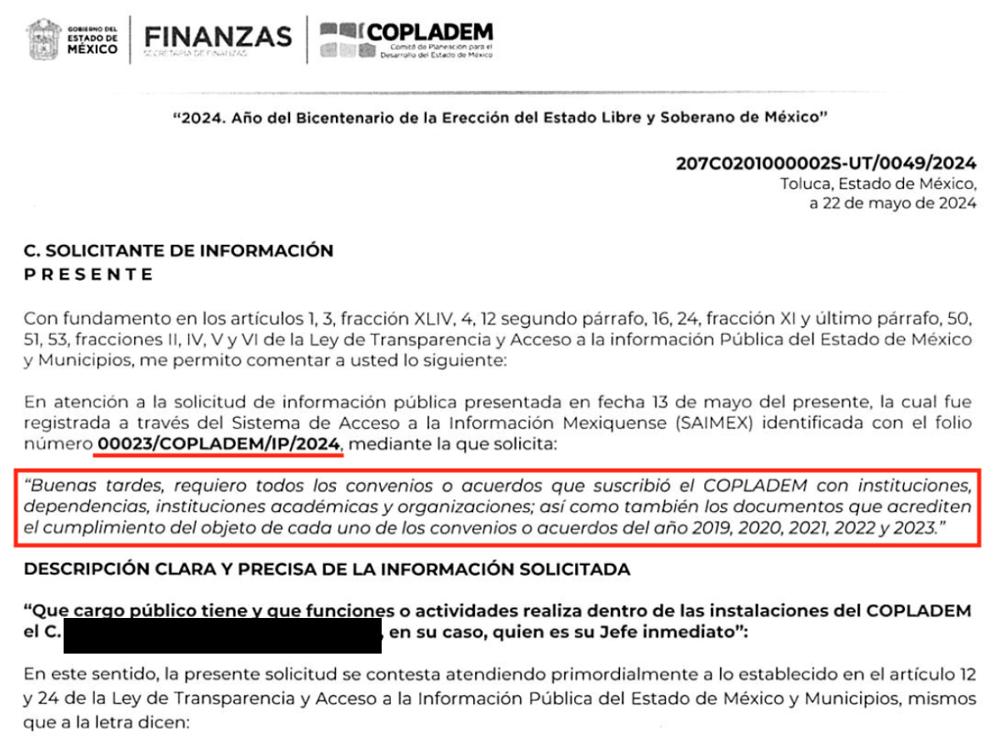 GOBIERNO DEL
ESTADO DE
MÉXICO
FINANZAS
SECRETARÍA DE FINANZAS
COPLADEM
Comité de Planeación para el
Desarrollo del Estado de México
“2024. Año del Bicentenario de la Erección del Estado Libre y Soberano de México”
207C0201000002S-UT/0049/2024
Toluca, Estado de México,
a 22 de mayo de 2024
C. SOLICITANTE DE INFORMACIÓN
P R E S E N T E
Con fundamento en los artículos 1, 3, fracción XLIV, 4, 12 segundo párrafo, 16, 24, fracción XI y último párrafo, 50,
51, 53, fracciones II, IV, V y VI de la Ley de Transparencia y Acceso a la información Pública del Estado de México
y Municipios, me permito comentar a usted lo siguiente:
En atención a la solicitud de información pública presentada en fecha 13 de mayo del presente, la cual fue
registrada a través del Sistema de Acceso a la Información Mexiquense (SAIMEX) identificada con el folio
número 00023/COPLADEM/IP/2024, mediante la que solicita:
“Buenas tardes, requiero todos los convenios o acuerdos que suscribió el COPLADEM con instituciones,
dependencias, instituciones académicas y organizaciones; así como también los documentos que acrediten
el cumplimiento del objeto de cada uno de los convenios o acuerdos del año 2019, 2020, 2021, 2022 y 2023.”
DESCRIPCIÓN CLARA Y PRECISA DE LA INFORMACIÓN SOLICITADA
“Que cargo público tiene y que funciones o actividades realiza dentro de las instalaciones del COPLADEM
el C. , en su caso, quien es su Jefe inmediato”:
En este sentido, la presente solicitud se contesta atendiendo primordialmente a lo establecido en el artículo 12
y 24 de la Ley de Transparencia y Acceso a la Información Pública del Estado de México y Municipios, mismos
que a la letra dicen: